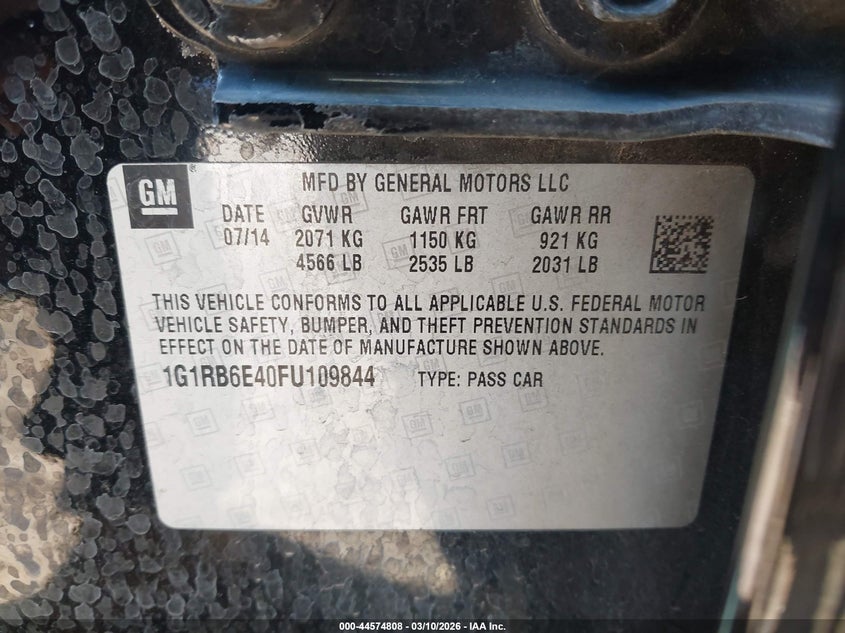 GM
MFD BY GENERAL MOTORS LLC
DATE GVWR GAWR FRT GAWR RR
07/14 2071 KG 1150 KG 921 KG
4566 LB 2535 LB 2031 LB
THIS VEHICLE CONFORMS TO ALL APPLICABLE U.S. FEDERAL MOTOR
VEHICLE SAFETY, BUMPER, AND THEFT PREVENTION STANDARDS IN
EFFECT ON THE DATE OF MANUFACTURE SHOWN ABOVE.
1G1RB6E40FU109844 TYPE: PASS CAR
000-44574808 — 03/10/2026 — IAA Inc.